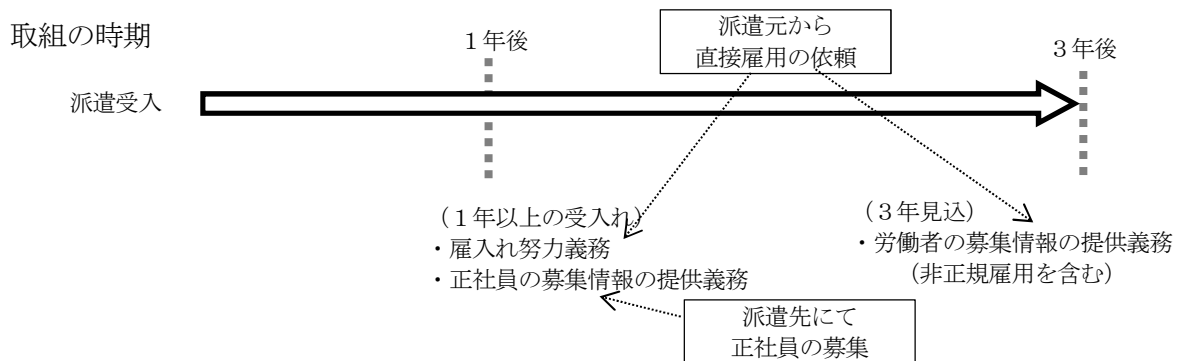 取組の時期
１年後
派遣元から
直接雇用の依頼
３年後
派遣受入
（１年以上の受入れ）
・雇入れ努力義務
・正社員の募集情報の提供義務
（３年見込）
・労働者の募集情報の提供義務
（非正規雇用を含む）
派遣先にて
正社員の募集